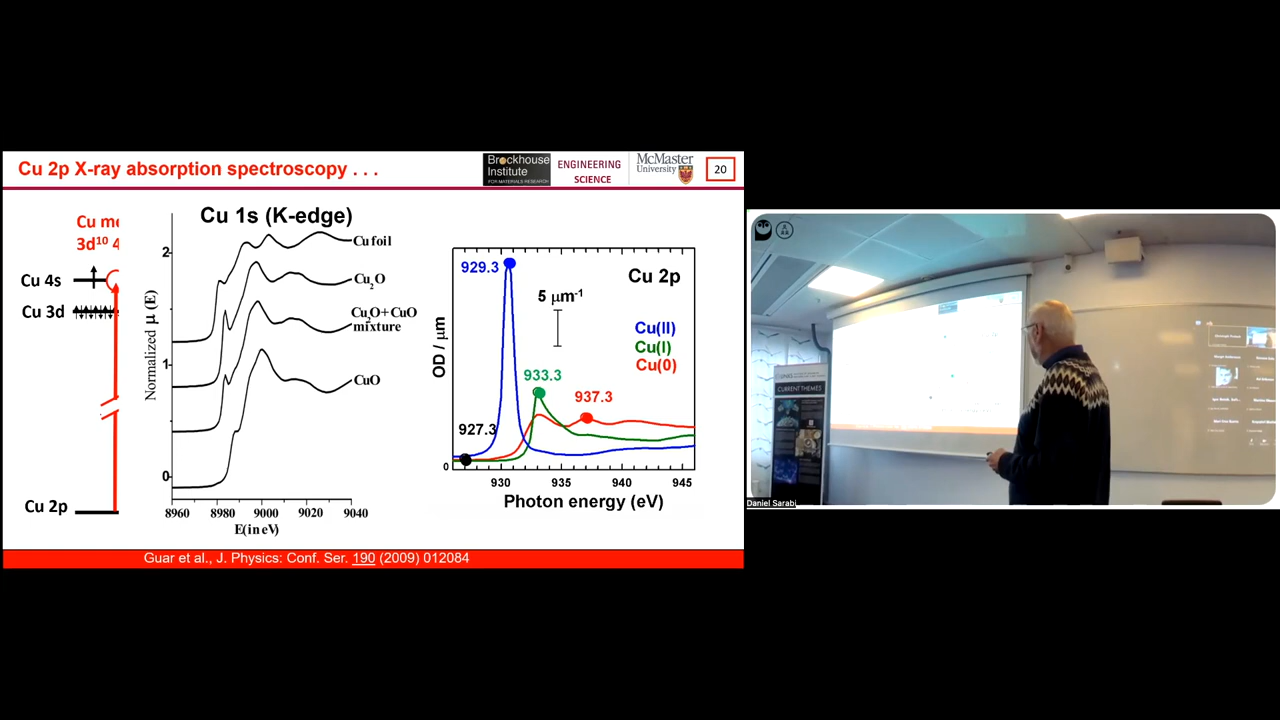 Cu 2p X-ray absorption spectroscopy . . .
Brockhouse
Institute
FOR MATERIALS RESEARCH
ENGINEERING
SCIENCE
McMaster
University
20
Cu me
3d¹⁰ 4
Cu 4s
Cu 3d
Cu 2p
Cu 1s (K-edge)
Normalized μ (E)
2
1
0
Cu foil
Cu₂O
Cu₂O+CuO
mixture
CuO
8960 8980 9000 9020 9040
E(in eV)
OD / μm
0
929.3
Cu 2p
5 μm⁻¹
Cu(II)
Cu(I)
Cu(0)
933.3
937.3
927.3
930 935 940 945
Photon energy (eV)
Guar et al., J. Physics: Conf. Ser. 190 (2009) 012084
CURRENT THEMES
Daniel Sarabi